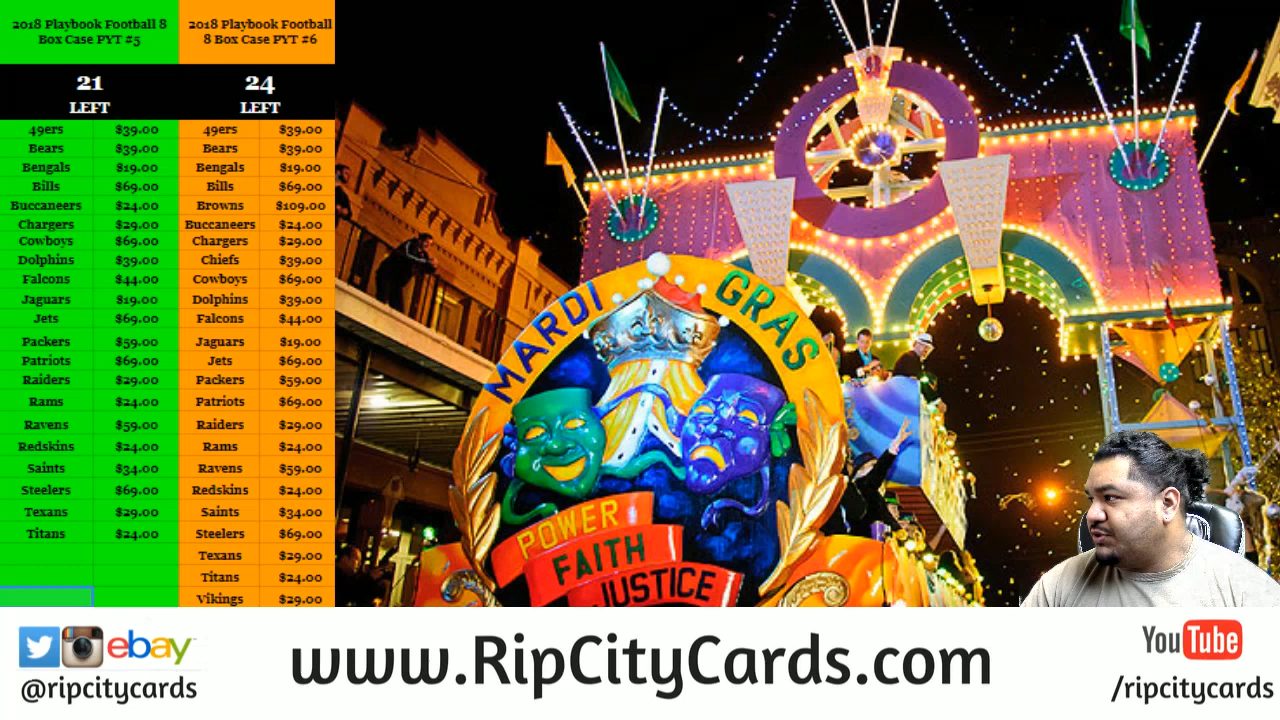 2018 Playbook Football 8
Box Case PYT #5
21
LEFT
49ers $39.00
Bears $39.00
Bengals $19.00
Bills $69.00
Buccaneers $24.00
Chargers $29.00
Cowboys $69.00
Dolphins $39.00
Falcons $44.00
Jaguars $19.00
Jets $69.00
Packers $59.00
Patriots $69.00
Raiders $29.00
Rams $24.00
Ravens $59.00
Redskins $24.00
Saints $34.00
Steelers $69.00
Texans $29.00
Titans $24.00
2018 Playbook Football
8 Box Case PYT #6
24
LEFT
49ers $39.00
Bears $39.00
Bengals $19.00
Bills $69.00
Browns $109.00
Buccaneers $24.00
Chargers $29.00
Chiefs $39.00
Cowboys $69.00
Dolphins $39.00
Falcons $44.00
Jaguars $19.00
Jets $69.00
Packers $59.00
Patriots $69.00
Raiders $29.00
Rams $24.00
Ravens $59.00
Redskins $24.00
Saints $34.00
Steelers $69.00
Texans $29.00
Titans $24.00
Vikings $29.00
MARDI GRAS
POWER
FAITH
JUSTICE
ebay
@ripcitycards
www.RipCityCards.com
YouTube
/ripcitycards